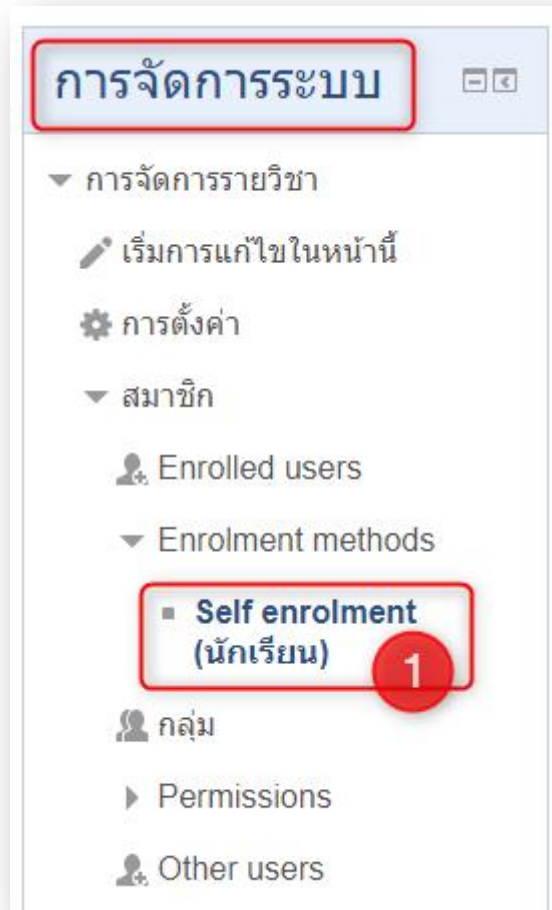 การจัดการระบบ
การจัดการรายวิชา
เริ่มการแก้ไขในหน้านี้
การตั้งค่า
สมาชิก
Enrolled users
Enrolment methods
Self enrolment
(นักเรียน)
1
กลุ่ม
Permissions
Other users